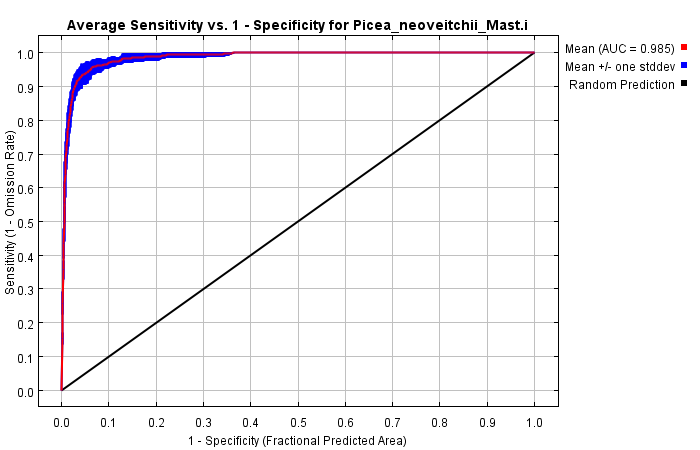 Average Sensitivity vs. 1 - Specificity for Picea_neoveitchii_Mast.i
Mean (AUC = 0.985)
Mean +/- one stddev
Random Prediction
Sensitivity (1 - Omission Rate)
1.0
0.9
0.8
0.7
0.6
0.5
0.4
0.3
0.2
0.1
0.0
0.0 0.1 0.2 0.3 0.4 0.5 0.6 0.7 0.8 0.9 1.0
1 - Specificity (Fractional Predicted Area)